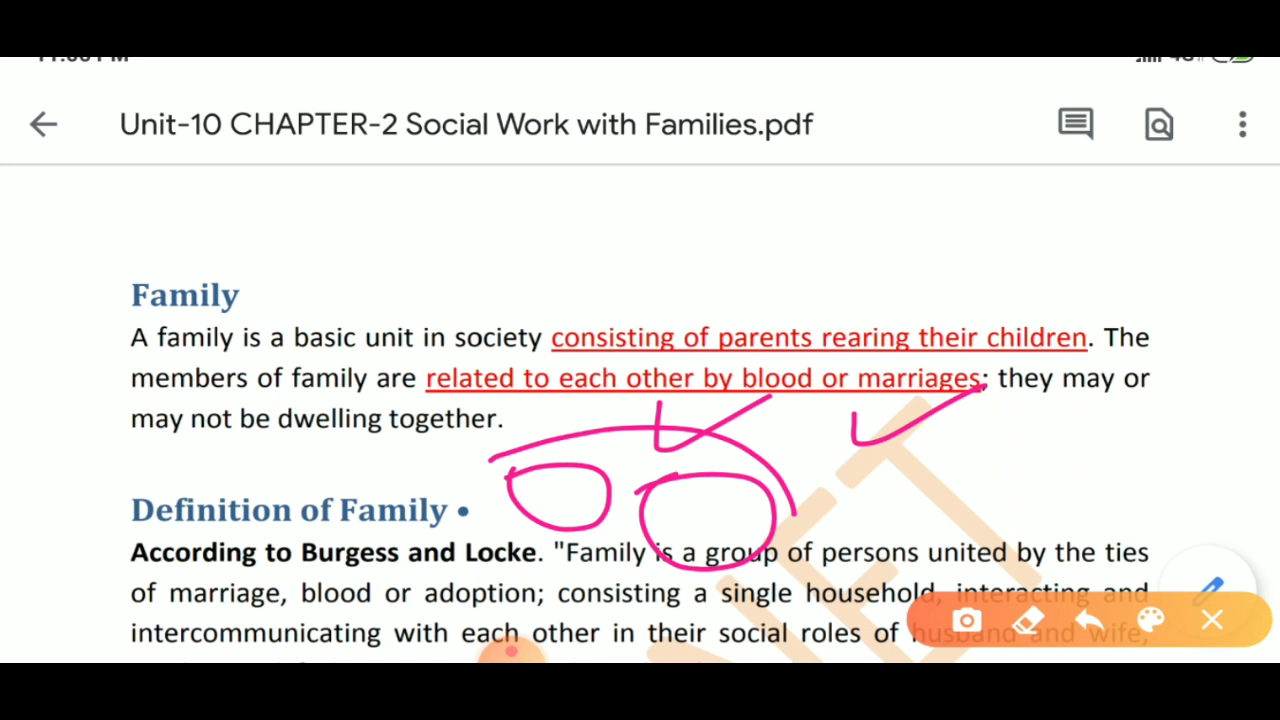 Unit-10 CHAPTER-2 Social Work with Families.pdf
Family
A family is a basic unit in society consisting of parents rearing their children. The
members of family are related to each other by blood or marriages; they may or
may not be dwelling together.
Definition of Family •
According to Burgess and Locke. "Family is a group of persons united by the ties
of marriage, blood or adoption; consisting a single household, interacting and
intercommunicating with each other in their social roles of husband and wife,